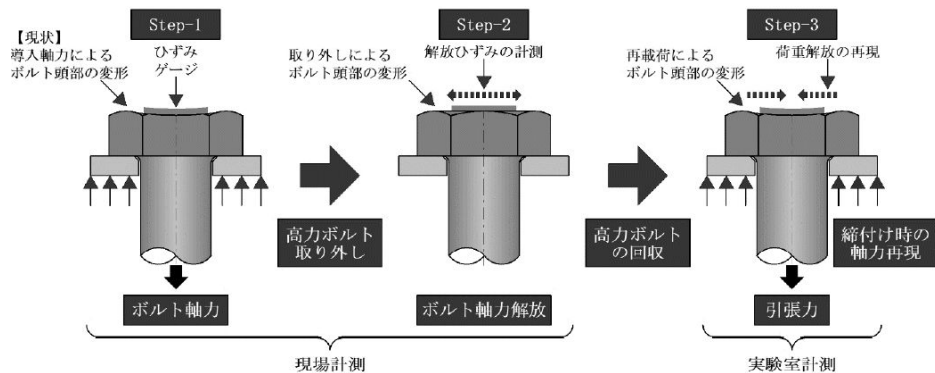 Step-1
【現状】
導入軸力による
ボルト頭部の変形
ひずみ
ゲージ
ボルト軸力
高力ボルト
取り外し
Step-2
取り外しによる
ボルト頭部の変形
解放ひずみの計測
ボルト軸力解放
高力ボルト
の回収
Step-3
再載荷による
ボルト頭部の変形
荷重解放の再現
締付け時の
軸力再現
引張力
現場計測
実験室計測